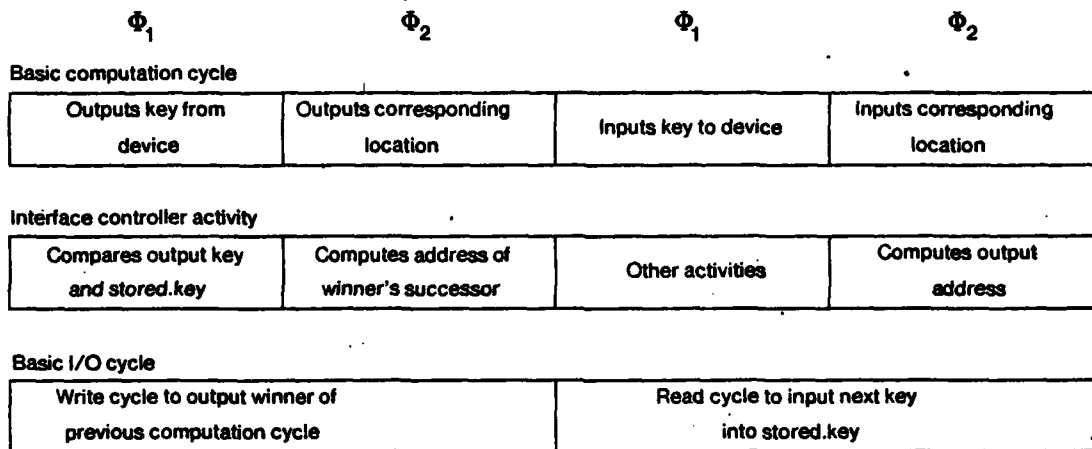 Φ1 Φ2 Φ1 Φ2
Basic computation cycle
Outputs key from device
Outputs corresponding location
Inputs key to device
Inputs corresponding location
Interface controller activity
Compares output key and stored.key
Computes address of winner's successor
Other activities
Computes output address
Basic I/O cycle
Write cycle to output winner of previous computation cycle
Read cycle to input next key into stored.key